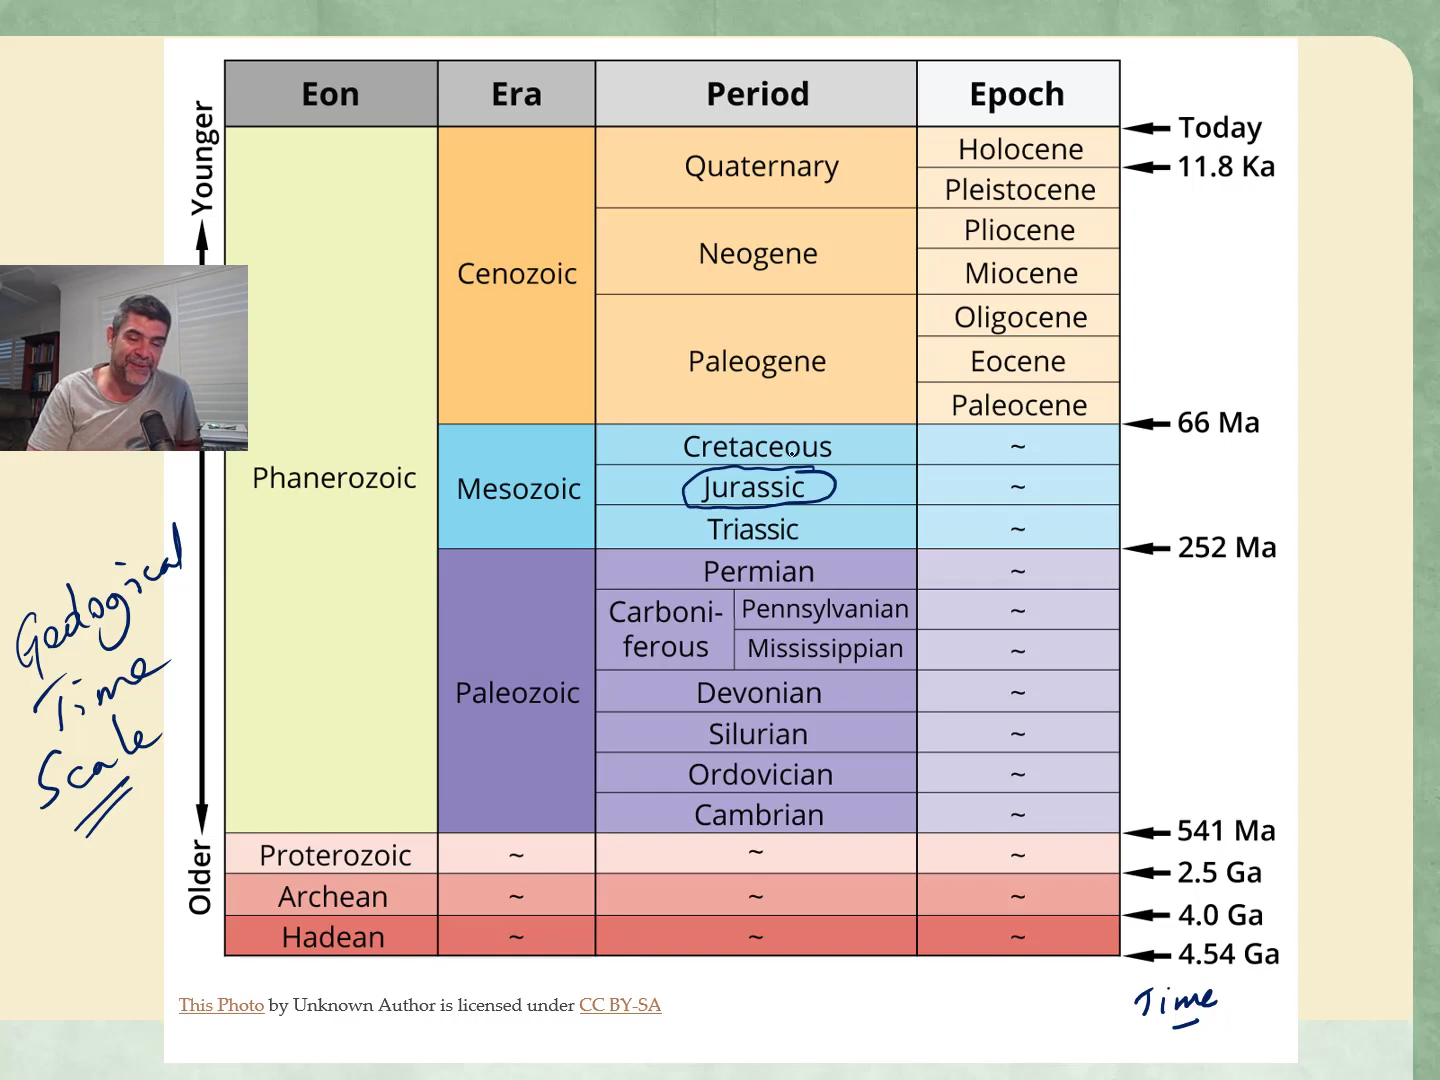 Eon Era Period Epoch
Younger
Older
Phanerozoic
Proterozoic ~ ~ ~
Archean ~ ~ ~
Hadean ~ ~ ~
Cenozoic
Mesozoic
Paleozoic
Quaternary
Neogene
Paleogene
Cretaceous ~
Jurassic ~
Triassic ~
Permian ~
Carboni-
ferous
Pennsylvanian ~
Mississippian ~
Devonian ~
Silurian ~
Ordovician ~
Cambrian ~
Holocene
Pleistocene
Pliocene
Miocene
Oligocene
Eocene
Paleocene
Today
11.8 Ka
66 Ma
252 Ma
541 Ma
2.5 Ga
4.0 Ga
4.54 Ga
Time
Geological
Time
Scale
This Photo by Unknown Author is licensed under CC BY-SA